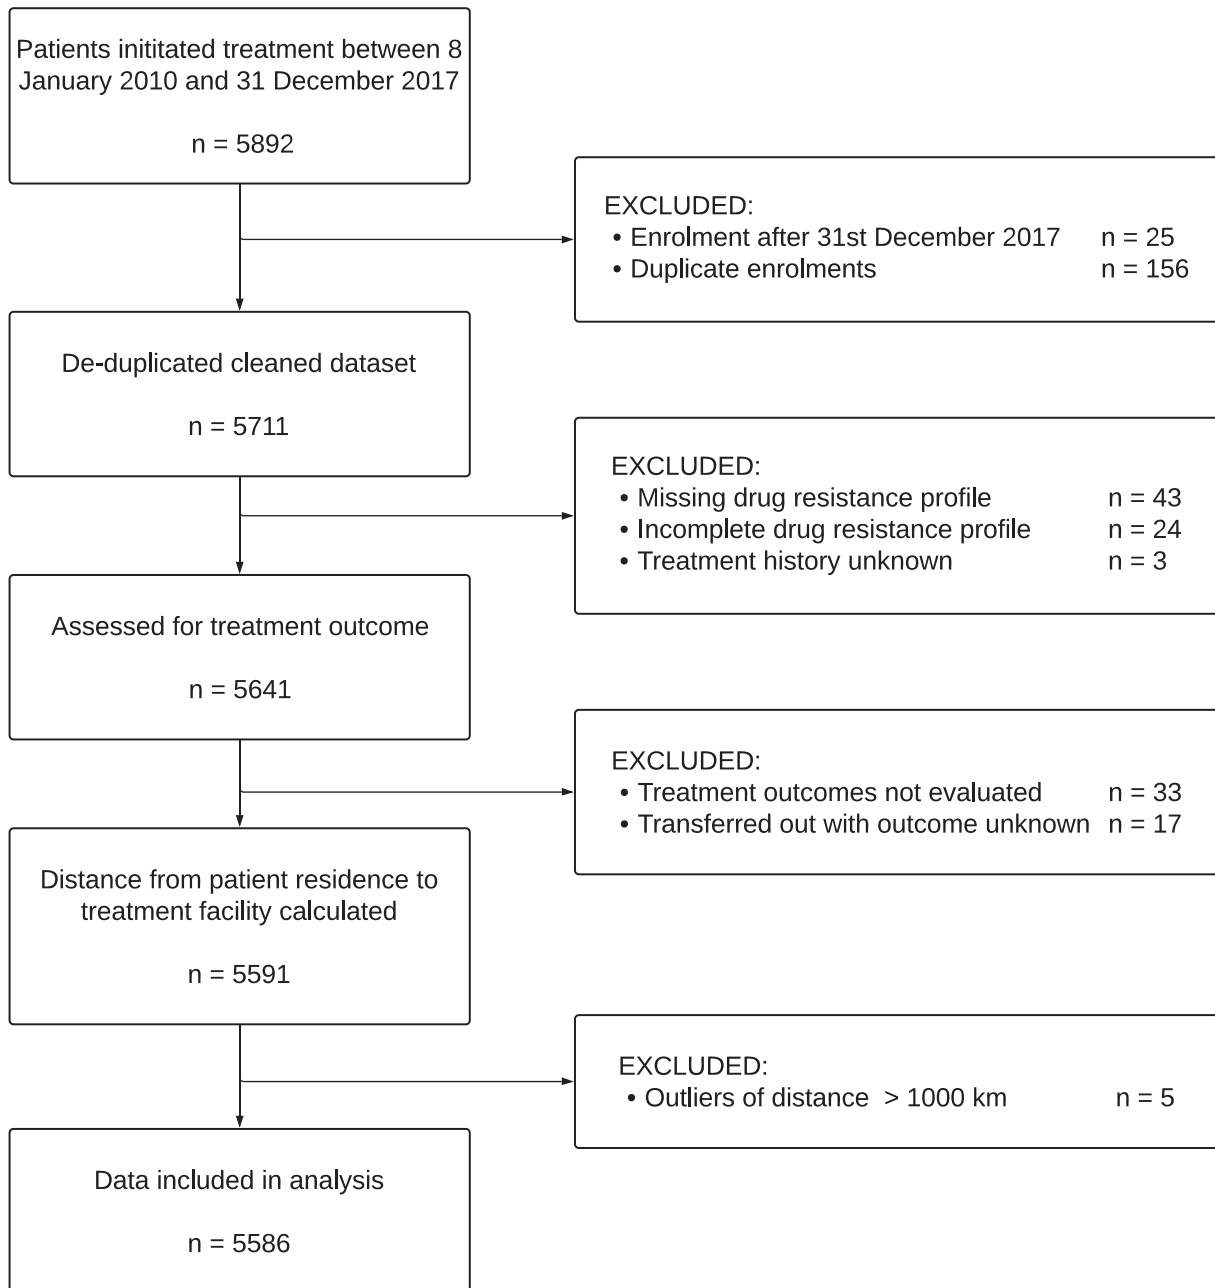 Patients inititated treatment between 8
January 2010 and 31 December 2017
n = 5892
EXCLUDED:
• Enrolment after 31st December 2017 n = 25
• Duplicate enrolments n = 156
De-duplicated cleaned dataset
n = 5711
EXCLUDED:
• Missing drug resistance profile n = 43
• Incomplete drug resistance profile n = 24
• Treatment history unknown n = 3
Assessed for treatment outcome
n = 5641
EXCLUDED:
• Treatment outcomes not evaluated n = 33
• Transferred out with outcome unknown n = 17
Distance from patient residence to
treatment facility calculated
n = 5591
EXCLUDED:
• Outliers of distance > 1000 km n = 5
Data included in analysis
n = 5586